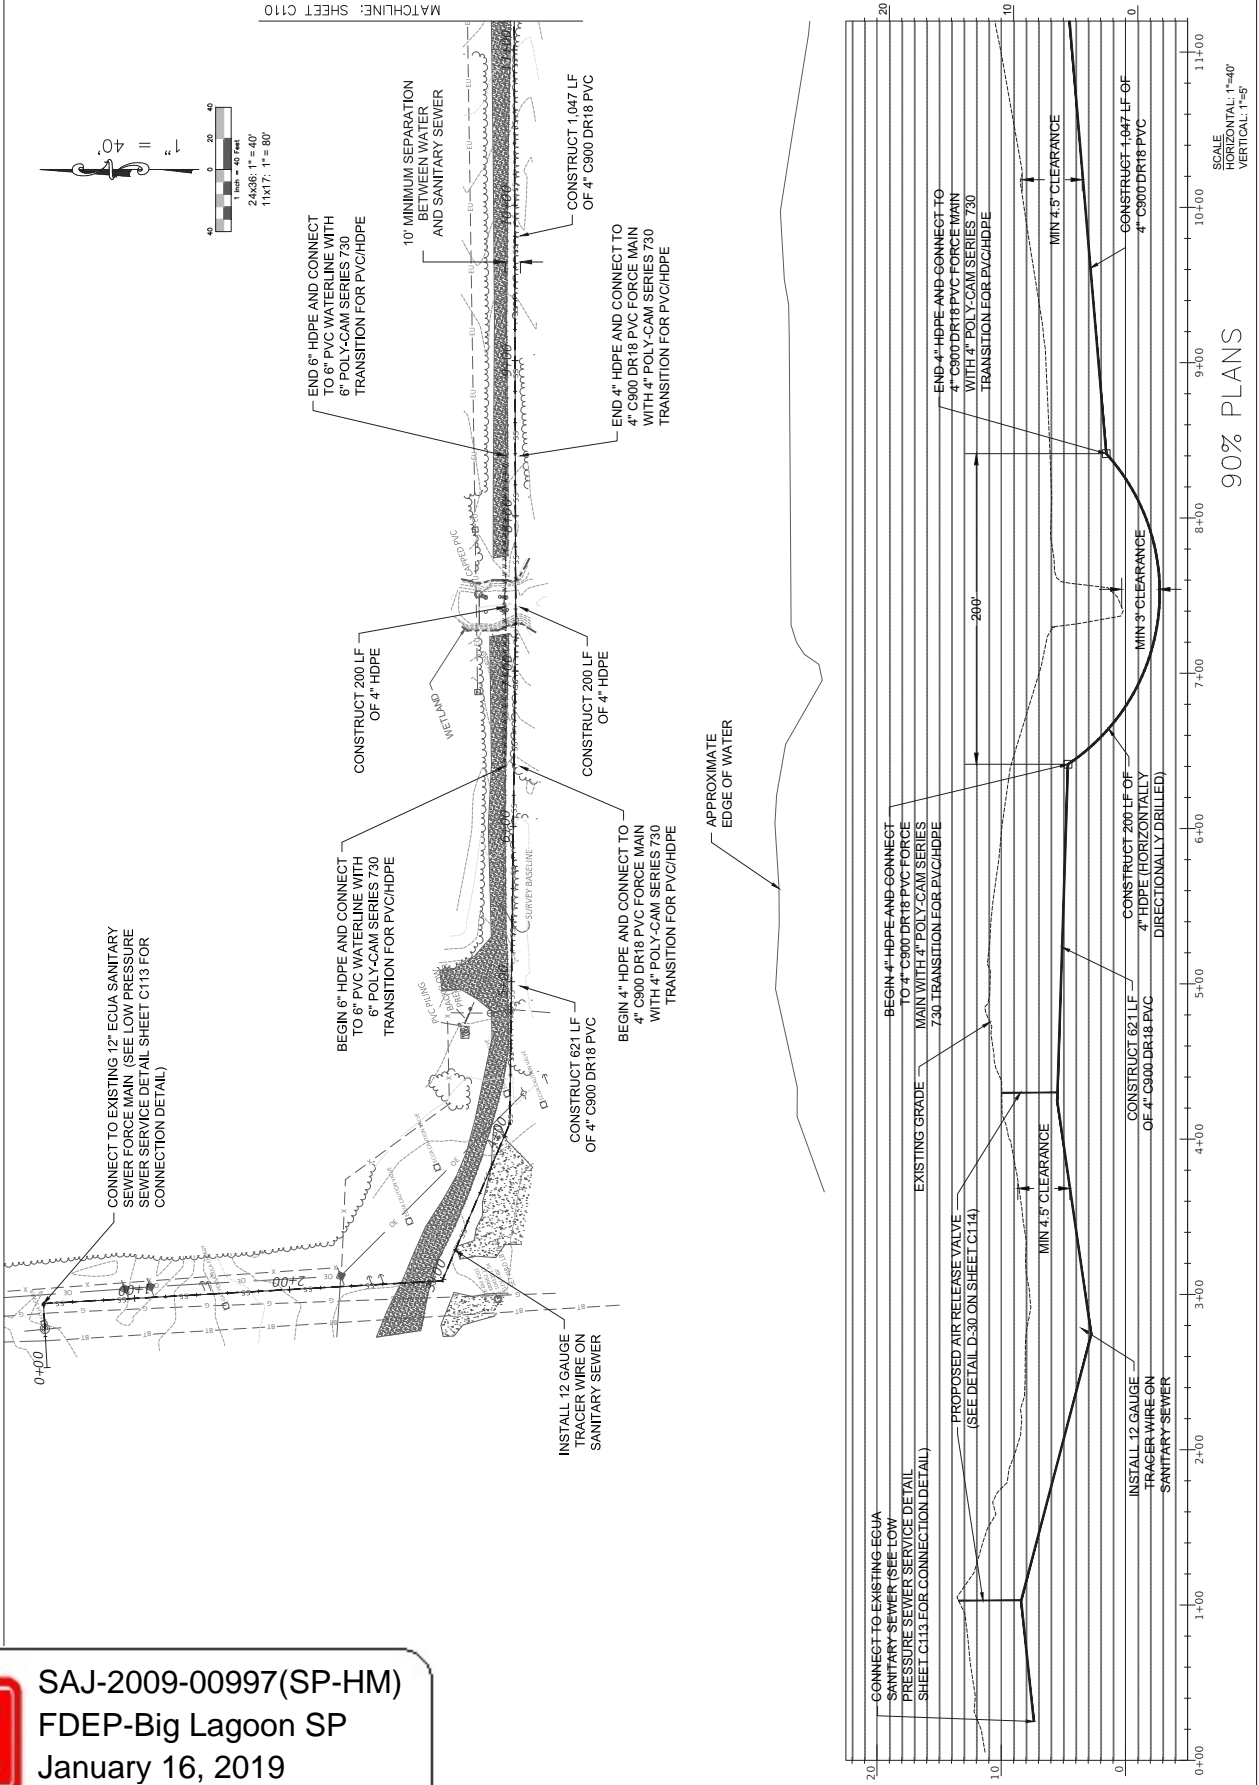 MATCHLINE: SHEET C110
1" = 40'
40
20
0
40
1 inch = 40 Feet
24x36: 1" = 40'
11x17: 1" = 80'
10' MINIMUM SEPARATION
BETWEEN WATER
AND SANITARY SEWER
CONSTRUCT 1,047 LF
OF 4" C900 DR18 PVC
END 6" HDPE AND CONNECT
TO 6" PVC WATERLINE WITH
6" POLY-CAM SERIES 730
TRANSITION FOR PVC/HDPE
END 4" HDPE AND CONNECT TO
4" C900 DR18 PVC FORCE MAIN
WITH 4" POLY-CAM SERIES 730
TRANSITION FOR PVC/HDPE
CONSTRUCT 200 LF
OF 4" HDPE
WETLAND
CAPPED PVC
CONSTRUCT 200 LF
OF 4" HDPE
BEGIN 6" HDPE AND CONNECT
TO 6" PVC WATERLINE WITH
6" POLY-CAM SERIES 730
TRANSITION FOR PVC/HDPE
BEGIN 4" HDPE AND CONNECT TO
4" C900 DR18 PVC FORCE MAIN
WITH 4" POLY-CAM SERIES 730
TRANSITION FOR PVC/HDPE
SURVEY BASELINE
PVC PILING
CONSTRUCT 621 LF
OF 4" C900 DR18 PVC
CONNECT TO EXISTING 12" ECUA SANITARY
SEWER FORCE MAIN (SEE LOW PRESSURE
SEWER SERVICE DETAIL SHEET C113 FOR
CONNECTION DETAIL)
INSTALL 12 GAUGE
TRACER WIRE ON
SANITARY SEWER
0+00
1+00
2+00
APPROXIMATE
EDGE OF WATER
20
10
0
MIN 4.5' CLEARANCE
CONSTRUCT 1,047 LF OF
4" C900 DR18 PVC
END 4" HDPE AND CONNECT TO
4" C900 DR18 PVC FORCE MAIN
WITH 4" POLY-CAM SERIES 730
TRANSITION FOR PVC/HDPE
200'
MIN 3' CLEARANCE
BEGIN 4" HDPE AND CONNECT
TO 4" C900 DR18 PVC FORCE
MAIN WITH 4" POLY-CAM SERIES
730 TRANSITION FOR PVC/HDPE
CONSTRUCT 200 LF OF
4" HDPE (HORIZONTALLY
DIRECTIONALLY DRILLED)
EXISTING GRADE
CONSTRUCT 621 LF
OF 4" C900 DR18 PVC
PROPOSED AIR RELEASE VALVE
(SEE DETAIL D-30 ON SHEET C114)
MIN 4.5' CLEARANCE
CONNECT TO EXISTING ECUA
SANITARY SEWER (SEE LOW
PRESSURE SEWER SERVICE DETAIL
SHEET C113 FOR CONNECTION DETAIL)
INSTALL 12 GAUGE
TRACER WIRE ON
SANITARY SEWER
20
10
0
0+00
1+00
2+00
3+00
4+00
5+00
6+00
7+00
8+00
9+00
10+00
11+00
SCALE
HORIZONTAL: 1"=40'
VERTICAL: 1"=5'
90% PLANS
SAJ-2009-00997(SP-HM)
FDEP-Big Lagoon SP
January 16, 2019